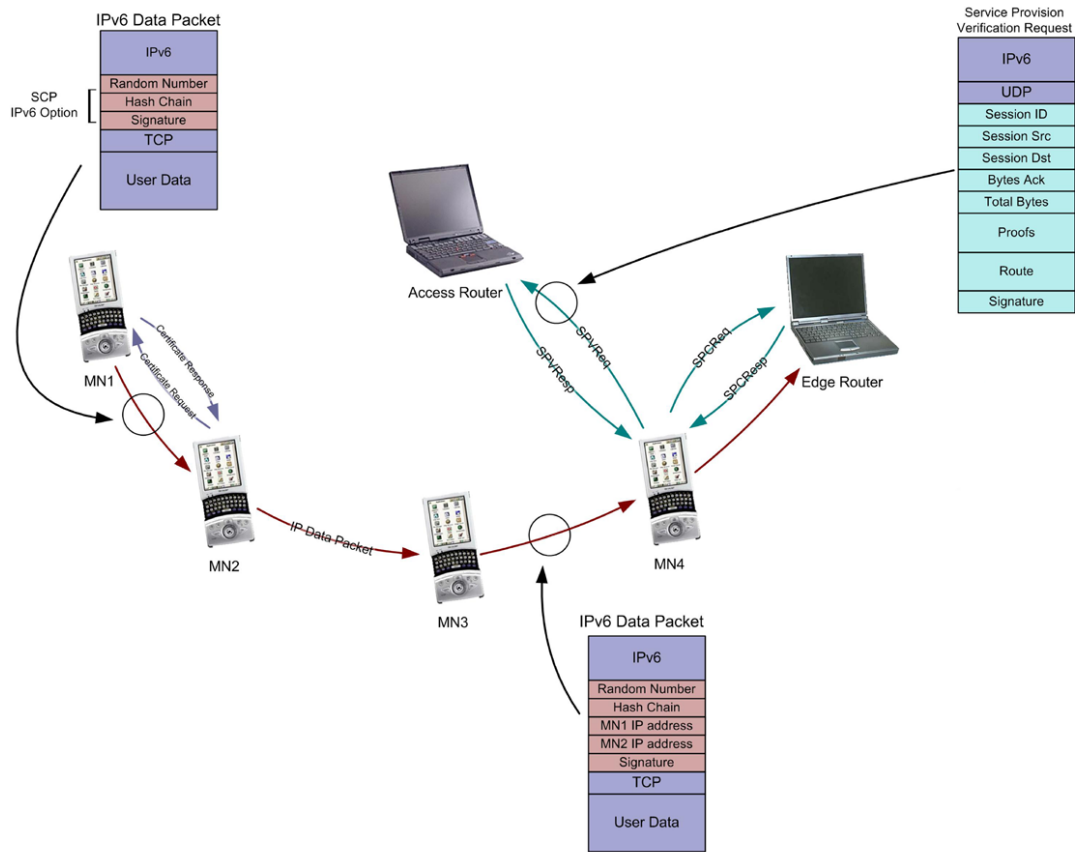 IPv6 Data Packet
IPv6
Random Number
Hash Chain
Signature
TCP
User Data
SCP
IPv6 Option
Service Provision
Verification Request
IPv6
UDP
Session ID
Session Src
Session Dst
Bytes Ack
Total Bytes
Proofs
Route
Signature
Access Router
Edge Router
MN1
Certificate Response
Certificate Request
SPVReq
SPVResp
SPCReq
SPCResp
MN2
IP Data Packet
MN3
MN4
IPv6 Data Packet
IPv6
Random Number
Hash Chain
MN1 IP address
MN2 IP address
Signature
TCP
User Data